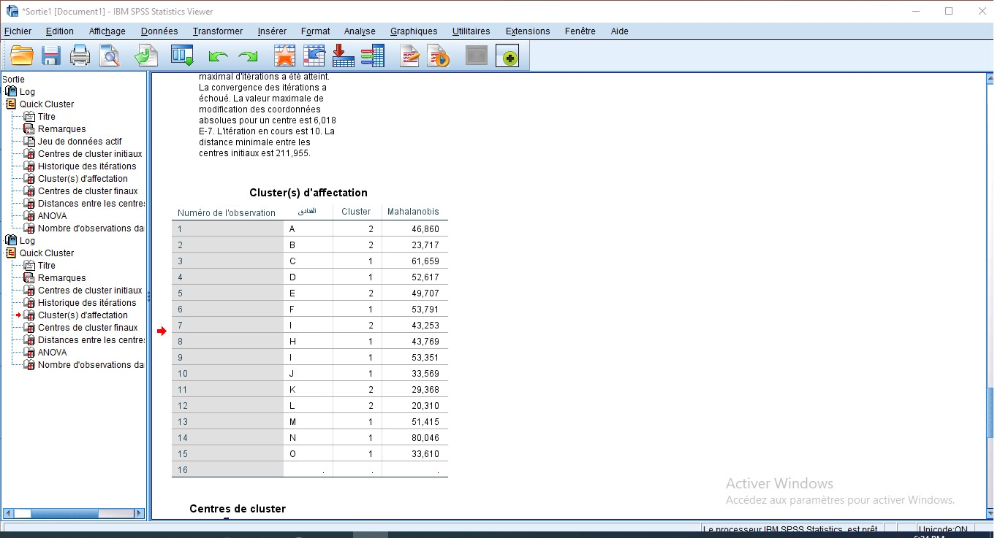 *Sortie1 [Document1] - IBM SPSS Statistics Viewer
Fichier Edition Affichage Données Transformer Insérer Format Analyse Graphiques Utilitaires Extensions Fenêtre Aide
Sortie
Log
Quick Cluster
Titre
Remarques
Jeu de données actif
Centres de cluster initiaux
Historique des itérations
Cluster(s) d'affectation
Centres de cluster finaux
Distances entre les centres
ANOVA
Nombre d'observations da
Log
Quick Cluster
Titre
Remarques
Centres de cluster initiaux
Historique des itérations
Cluster(s) d'affectation
Centres de cluster finaux
Distances entre les centres
ANOVA
Nombre d'observations da
maximal d'itérations a été atteint.
La convergence des itérations a
échoué. La valeur maximale de
modification des coordonnées
absolues pour un centre est 6,018
E-7. L'itération en cours est 10. La
distance minimale entre les
centres initiaux est 211,955.
Cluster(s) d'affectation
Numéro de l'observation الفنادق Cluster Mahalanobis
1 A 2 46,860
2 B 2 23,717
3 C 1 61,659
4 D 1 52,617
5 E 2 49,707
6 F 1 53,791
7 I 2 43,253
8 H 1 43,769
9 I 1 53,351
10 J 1 33,569
11 K 2 29,368
12 L 2 20,310
13 M 1 51,415
14 N 1 80,046
15 O 1 33,610
16 . . .
Centres de cluster
Activer Windows
Accédez aux paramètres pour activer Windows.
Le processeur IBM SPSS Statistics est prêt Unicode:ON
6:34 PM